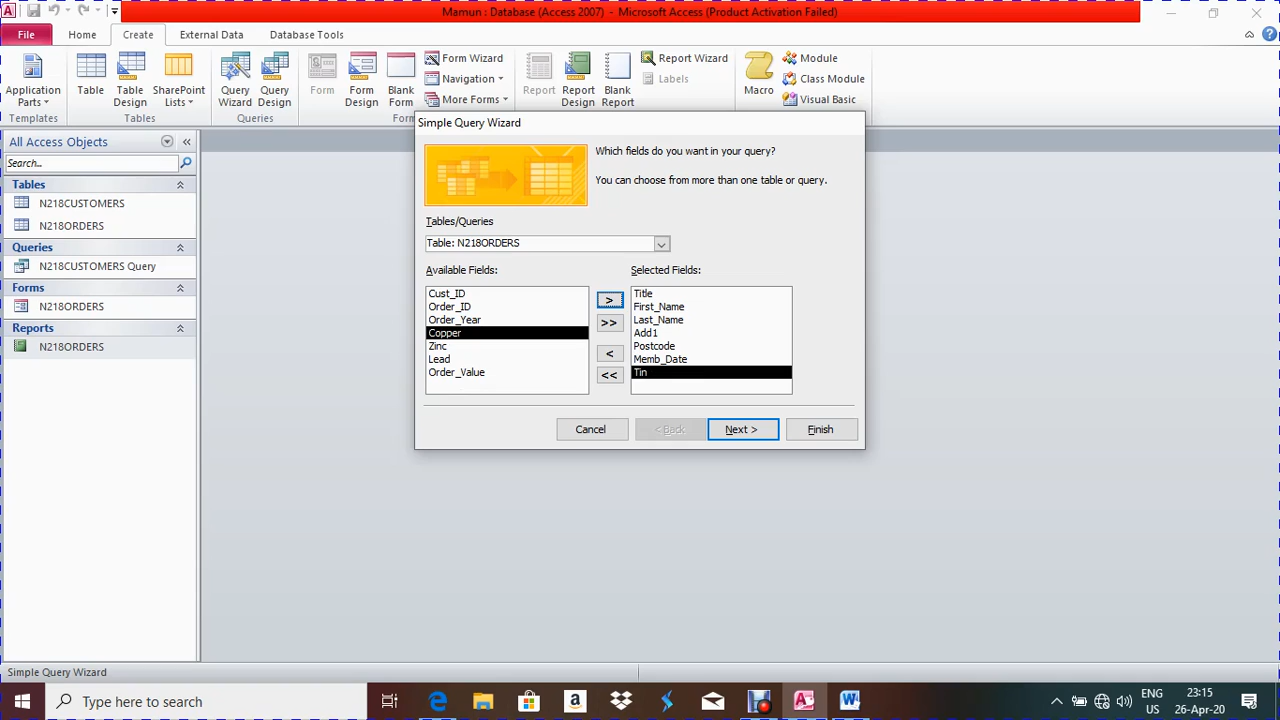 Mamun : Database (Access 2007) - Microsoft Access (Product Activation Failed)
File Home Create External Data Database Tools
Application Parts
Templates
Table
Table Design
SharePoint Lists
Tables
Query Wizard
Query Design
Queries
Form
Form Design
Blank Form
Form Wizard
Navigation
More Forms
Report
Report Design
Blank Report
Report Wizard
Labels
Macro
Module
Class Module
Visual Basic
All Access Objects
Search...
Tables
N218CUSTOMERS
N218ORDERS
Queries
N218CUSTOMERS Query
Forms
N218ORDERS
Reports
N218ORDERS
Simple Query Wizard
Which fields do you want in your query?
You can choose from more than one table or query.
Tables/Queries
Table: N218ORDERS
Available Fields:
Cust_ID
Order_ID
Order_Year
Copper
Zinc
Lead
Order_Value
>
>>
<
<<
Selected Fields:
Title
First_Name
Last_Name
Add1
Postcode
Memb_Date
Tin
Cancel < Back Next > Finish
Simple Query Wizard
Type here to search
ENG
US
23:15
26-Apr-20